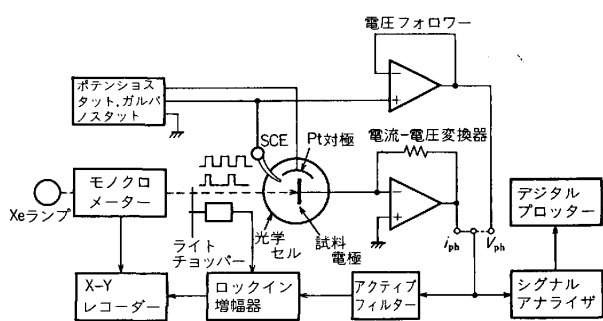 電圧フォロワー
ポテンショス
タット,ガルバ
ノスタット
SCE
Pt対極
電流-電圧変換器
モノクロ
メーター
Xeランプ
ライト
チョッパー
光学
セル
試料
電極
iph
Vph
デジタル
プロッター
X-Y
レコーダー
ロックイン
増幅器
アクティブ
フィルター
シグナル
アナライザ